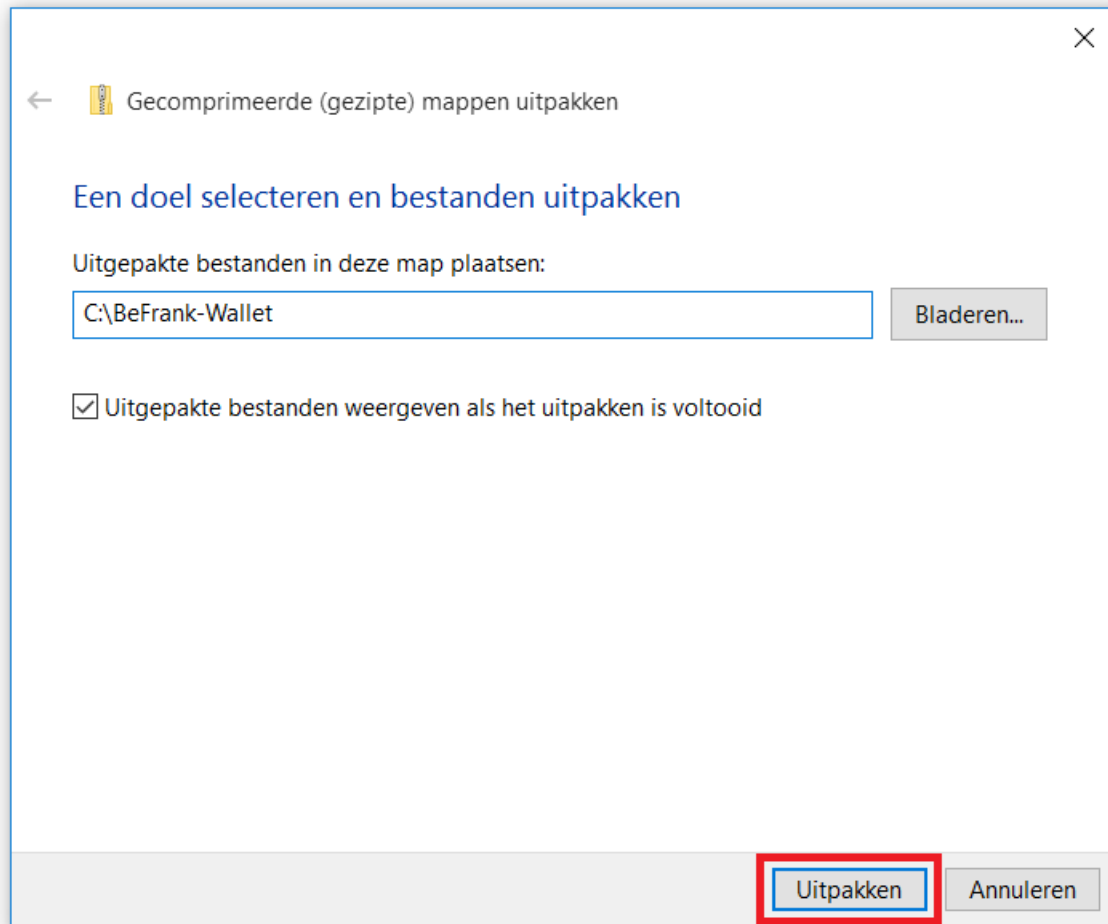 Gecomprimeerde (gezipte) mappen uitpakken
Een doel selecteren en bestanden uitpakken
Uitgepakte bestanden in deze map plaatsen:
C:\BeFrank-Wallet
Bladeren...
Uitgepakte bestanden weergeven als het uitpakken is voltooid
Uitpakken
Annuleren